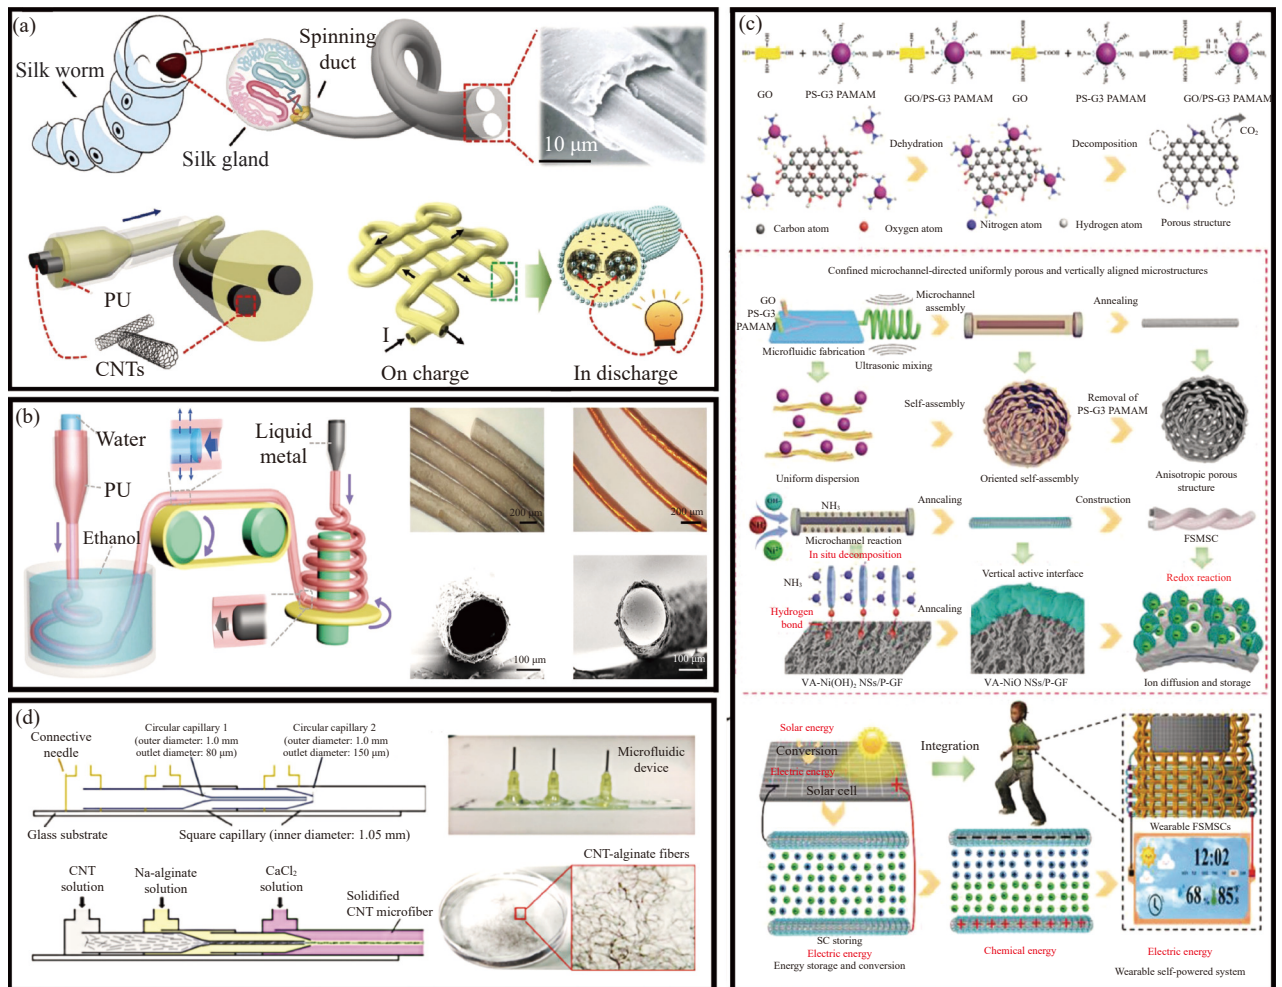 (a)
Silk worm
Spinning
duct
Silk gland
10 μm
PU
CNTs
I
On charge
In discharge
(b)
Water
PU
Ethanol
Liquid
metal
200 μm
200 μm
100 μm
100 μm
(c)
GO
PS-G3 PAMAM
GO/PS-G3 PAMAM
GO
PS-G3 PAMAM
GO/PS-G3 PAMAM
Dehydration
Decomposition
CO2
Carbon atom
Oxygen atom
Nitrogen atom
Hydrogen atom
Porous structure
Confined microchannel-directed uniformly porous and vertically aligned microstructures
GO
PS-G3
PAMAM
Microchannel
assembly
Annealing
Microfluidic fabrication
Ultrasonic mixing
Self-assembly
Removal of
PS-G3 PAMAM
Uniform dispersion
Oriented self-assembly
Anisotropic porous
structure
NH3
Annealing
Construction
Microchannel reaction
FSMSC
In situ decomposition
NH3
Vertical active interface
Redox reaction
Hydrogen
bond
Annealing
VA-Ni(OH)2 NSs/P-GF
VA-NiO NSs/P-GF
Ion diffusion and storage
Solar energy
Conversion
Electric energy
Solar cell
Integration
Wearable FSMSCs
12:02
68
85
SC storing
Electric energy
Energy storage and conversion
Chemical energy
Electric energy
Wearable self-powered system
(d)
Connective
needle
Circular capillary 1
(outer diameter: 1.0 mm
outlet diameter: 80 μm)
Circular capillary 2
(outer diameter: 1.0 mm
outlet diameter: 150 μm)
Glass substrate
Square capillary (inner diameter: 1.05 mm)
Microfluidic
device
CNT
solution
Na-alginate
solution
CaCl2
solution
Solidified
CNT microfiber
CNT-alginate fibers